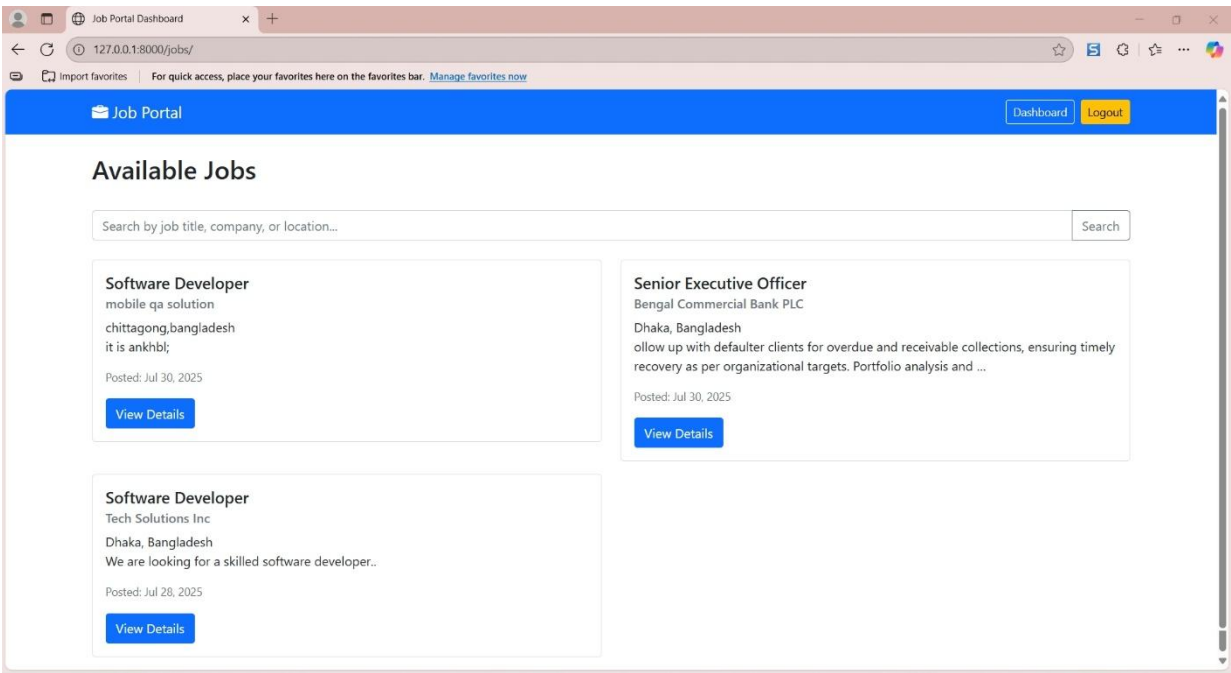 Job Portal Dashboard
127.0.0.1:8000/jobs/
Import favorites
For quick access, place your favorites here on the favorites bar. Manage favorites now
Job Portal
Dashboard
Logout
Available Jobs
Search by job title, company, or location...
Search
Software Developer
mobile qa solution
chittagong,bangladesh
it is ankhbl;
Posted: Jul 30, 2025
View Details
Senior Executive Officer
Bengal Commercial Bank PLC
Dhaka, Bangladesh
ollow up with defaulter clients for overdue and receivable collections, ensuring timely
recovery as per organizational targets. Portfolio analysis and ...
Posted: Jul 30, 2025
View Details
Software Developer
Tech Solutions Inc
Dhaka, Bangladesh
We are looking for a skilled software developer..
Posted: Jul 28, 2025
View Details